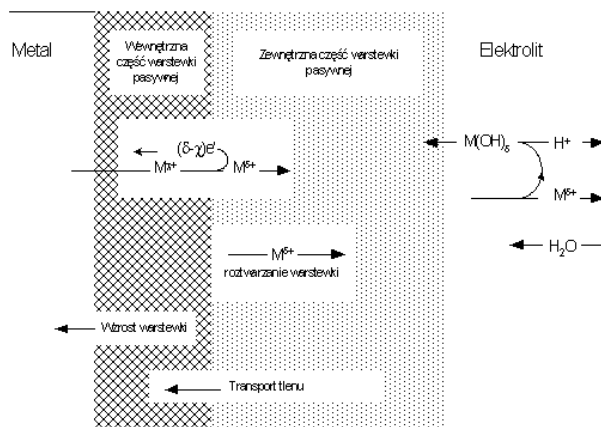 Metal
Wewnętrzna
część warstewki
pasywnej
Zewnętrzna część warstewki
pasywnej
Elektrolit
(δ-χ)e'
Mχ+
Mδ+
M(OH)δ
H+
Mδ+
H2O
Mδ+
roztwarzanie warstewki
Wzrost warstewki
Transport tlenu